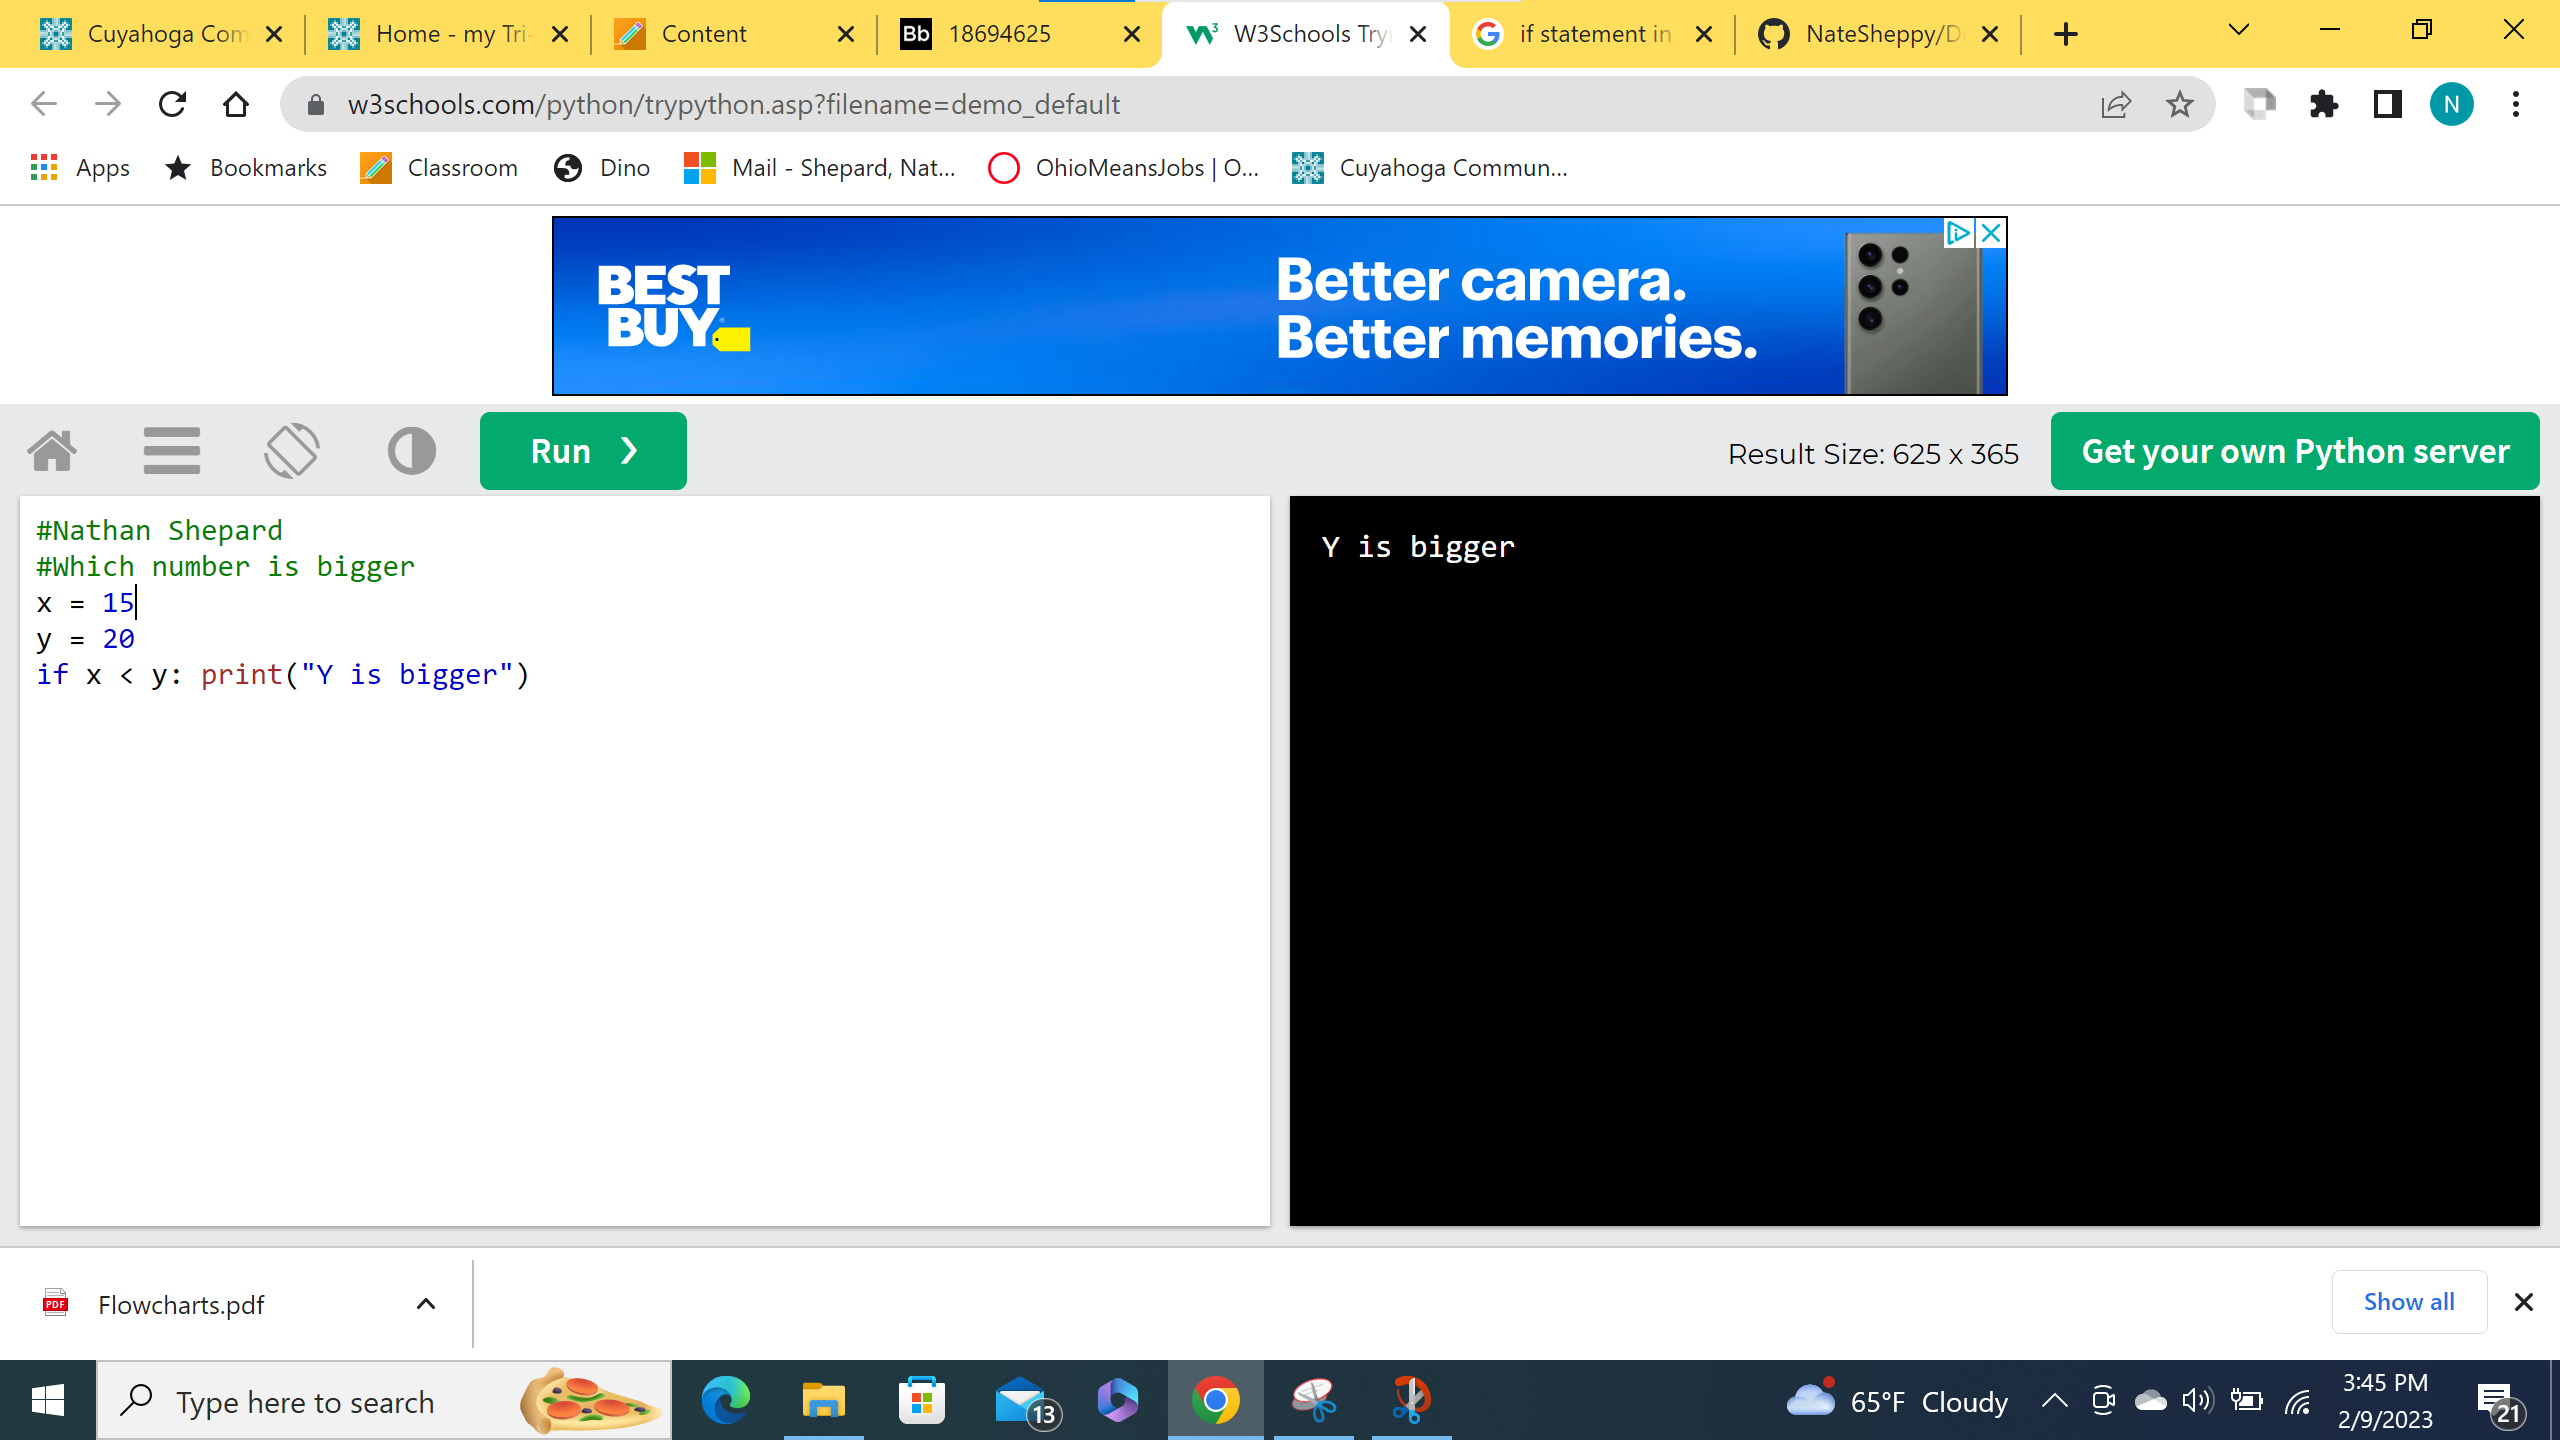 Cuyahoga Com
Home - my Tri-
Content
Bb 18694625
W3Schools Tryi
if statement in
NateSheppy/D
w3schools.com/python/trypython.asp?filename=demo_default
N
Apps
Bookmarks
Classroom
Dino
Mail - Shepard, Nat...
OhioMeansJobs | O...
Cuyahoga Commun...
BEST
BUY
Better camera.
Better memories.
Run ❯
Result Size: 625 x 365
Get your own Python server
#Nathan Shepard
#Which number is bigger
x = 15
y = 20
if x < y: print("Y is bigger")
Y is bigger
PDF
Flowcharts.pdf
Show all
Type here to search
13
65°F Cloudy
3:45 PM
2/9/2023
21